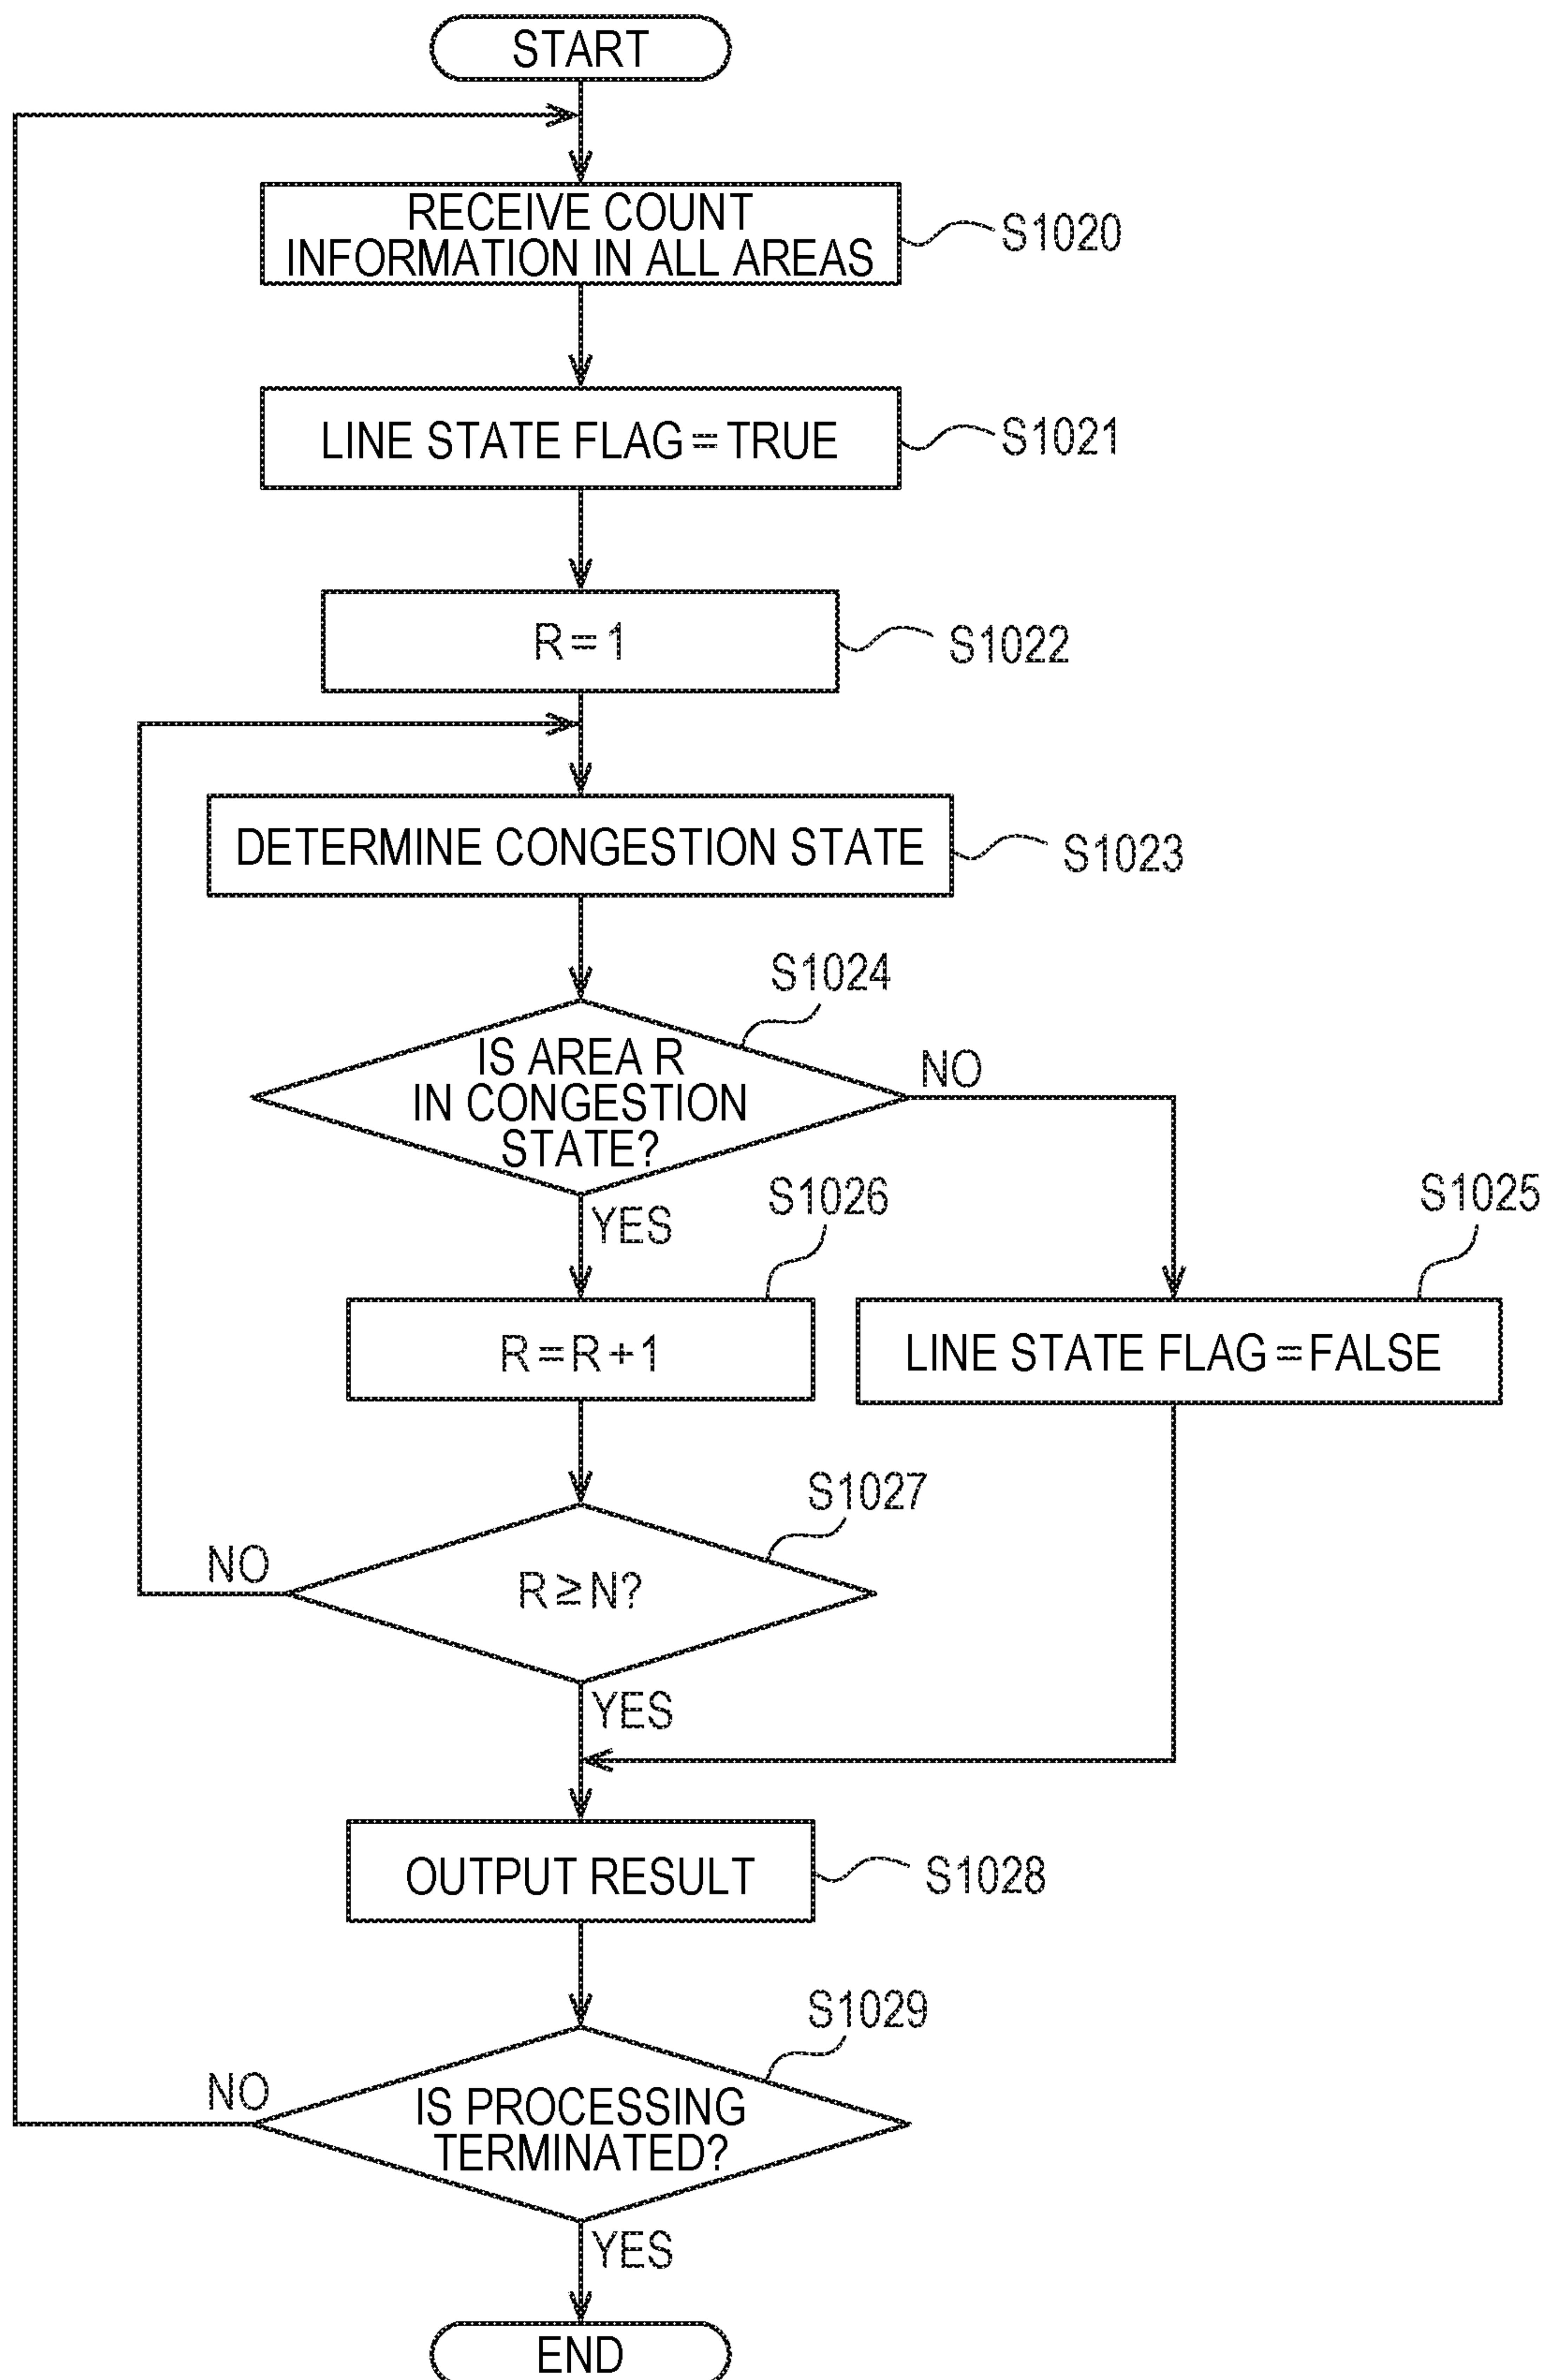 START
RECEIVE COUNT
INFORMATION IN ALL AREAS
S1020
LINE STATE FLAG = TRUE
S1021
R = 1
S1022
DETERMINE CONGESTION STATE
S1023
S1024
IS AREA R
IN CONGESTION
STATE?
NO
YES
S1026
S1025
R = R + 1
LINE STATE FLAG = FALSE
S1027
R ≥ N?
NO
YES
OUTPUT RESULT
S1028
S1029
IS PROCESSING
TERMINATED?
NO
YES
END